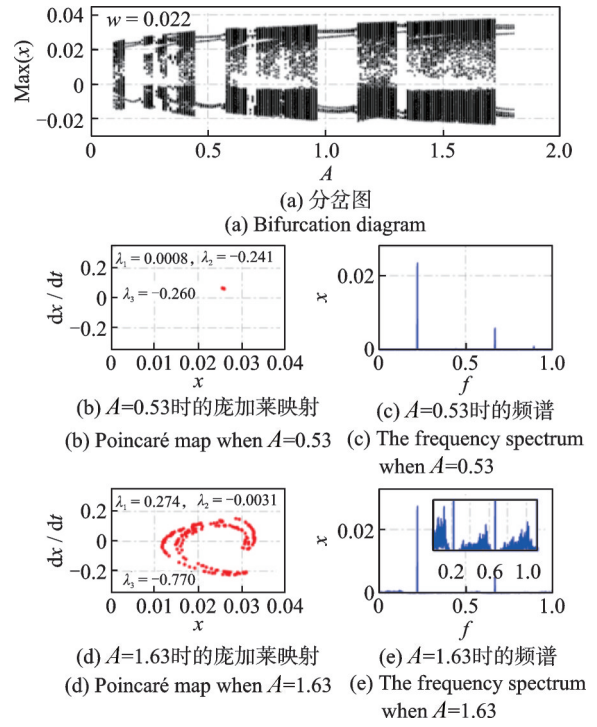 w = 0.022
Max(x)
0.04
0.02
0
−0.02
0 0.5 1.0 1.5 2.0
A
(a) 分岔图
(a) Bifurcation diagram
λ1 = 0.0008, λ2 = −0.241
λ3 = −0.260
dx / dt
0.2
0
−0.2
0 0.01 0.02 0.03 0.04
x
(b) A=0.53时的庞加莱映射
(b) Poincaré map when A=0.53
x
0.02
0
0 0.5 1.0
f
(c) A=0.53时的频谱
(c) The frequency spectrum
when A=0.53
λ1 = 0.274, λ2 = −0.0031
λ3 = −0.770
dx / dt
0.2
0
−0.2
0 0.01 0.02 0.03 0.04
x
(d) A=1.63时的庞加莱映射
(d) Poincaré map when A=1.63
x
0.02
0
0.2 0.6 1.0
0 0.5 1.0
f
(e) A=1.63时的频谱
(e) The frequency spectrum
when A=1.63